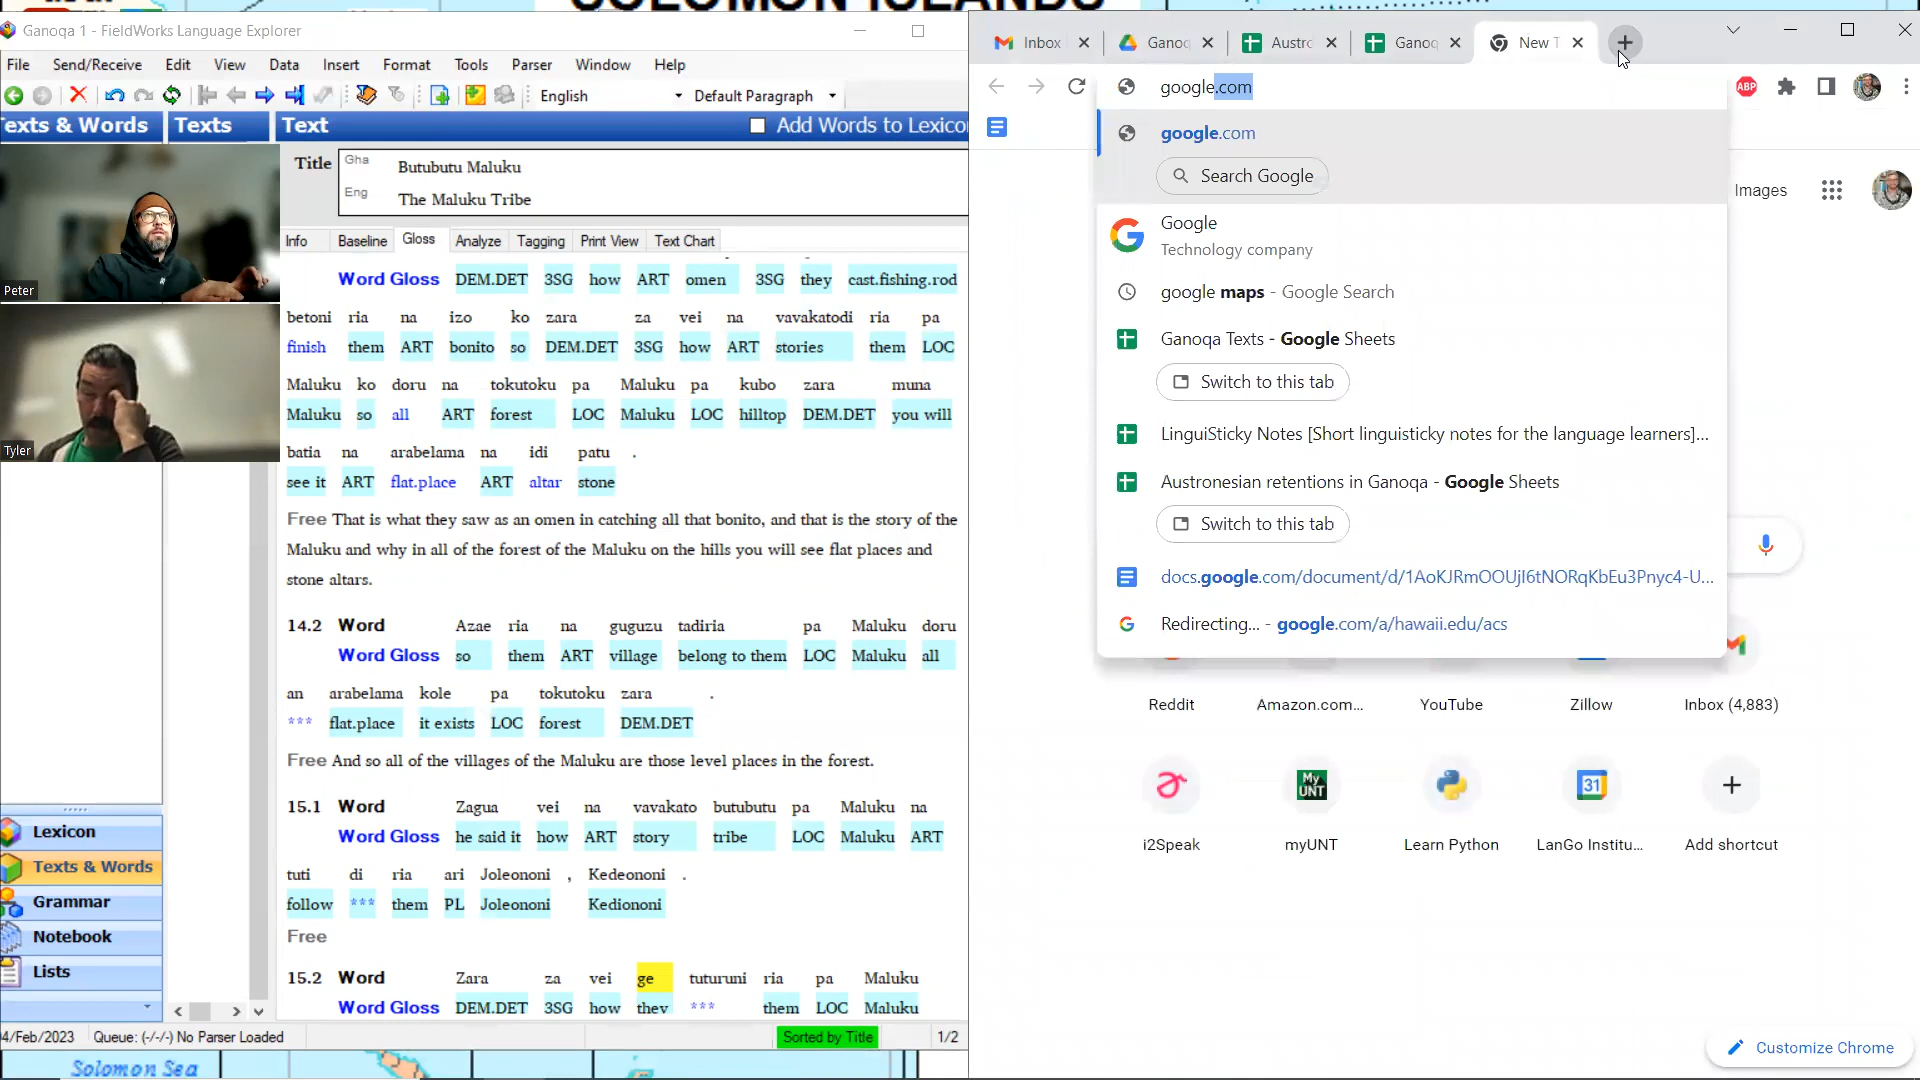 SOLOMON ISLANDS
Ganoqa 1 - FieldWorks Language Explorer
File Send/Receive Edit View Data Insert Format Tools Parser Window Help
English Default Paragraph
Texts & Words Texts Text Add Words to Lexicon
Title Gha Butubutu Maluku
Eng The Maluku Tribe
Info Baseline Gloss Analyze Tagging Print View Text Chart
Word Gloss DEM.DET 3SG how ART omen 3SG they cast.fishing.rod
betoni ria na izo ko zara za vei na vavakatodi ria pa
finish them ART bonito so DEM.DET 3SG how ART stories them LOC
Maluku ko doru na tokutoku pa Maluku pa kubo zara muna
Maluku so all ART forest LOC Maluku LOC hilltop DEM.DET you will
batia na arabelama na idi patu .
see it ART flat.place ART altar stone
Free That is what they saw as an omen in catching all that bonito, and that is the story of the
Maluku and why in all of the forest of the Maluku on the hills you will see flat places and
stone altars.
14.2 Word Azae ria na guguzu tadiria pa Maluku doru
Word Gloss so them ART village belong to them LOC Maluku all
an arabelama kole pa tokutoku zara .
*** flat.place it exists LOC forest DEM.DET
Free And so all of the villages of the Maluku are those level places in the forest.
15.1 Word Zagua vei na vavakato butubutu pa Maluku na
Word Gloss he said it how ART story tribe LOC Maluku ART
tuti di ria ari Joleononi , Kedeononi .
follow *** them PL Joleononi Kediononi
Free
15.2 Word Zara za vei ge tuturuni ria pa Maluku
Word Gloss DEM.DET 3SG how they *** them LOC Maluku
Peter
Tyler
Lexicon
Texts & Words
Grammar
Notebook
Lists
04/Feb/2023 Queue: (-/-/-) No Parser Loaded Sorted by Title 1/2
Solomon Sea
Inbox Ganoq Austro Ganoq New T
google.com
ABP
google.com
Search Google
Google
Technology company
google maps - Google Search
Ganoqa Texts - Google Sheets
Switch to this tab
LinguiSticky Notes [Short linguisticky notes for the language learners]...
Austronesian retentions in Ganoqa - Google Sheets
Switch to this tab
docs.google.com/document/d/1AoKJRmOOUjI6tNORqKbEu3Pnyc4-U...
Redirecting... - google.com/a/hawaii.edu/acs
Images
Reddit Amazon.com... YouTube Zillow Inbox (4,883)
My
UNT
31
i2Speak myUNT Learn Python LanGo Institu... Add shortcut
Customize Chrome